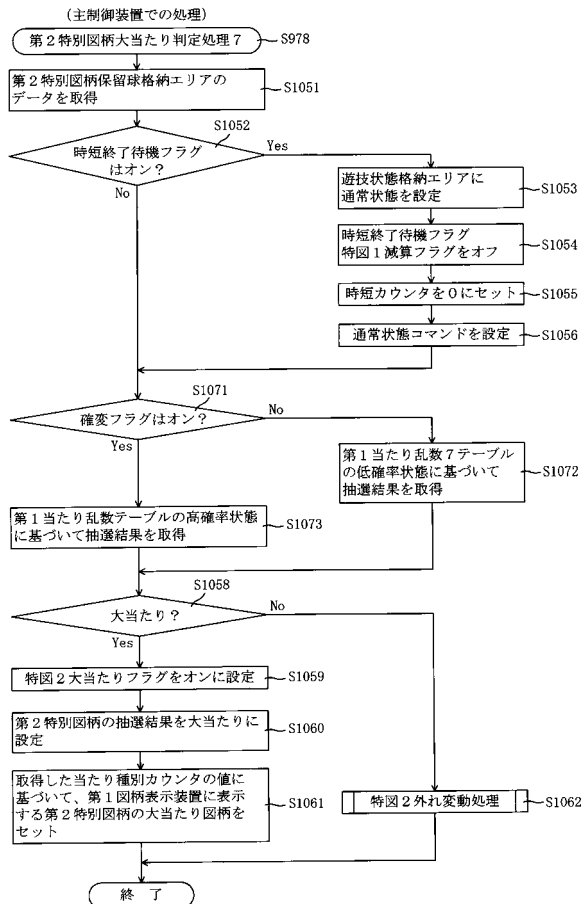 (主制御装置での処理)
第2特別図柄大当たり判定処理7
S978
第2特別図柄保留球格納エリアの
データを取得
S1051
S1052
時短終了待機フラグ
はオン?
Yes
No
遊技状態格納エリアに
通常状態を設定
S1053
時短終了待機フラグ
特図1減算フラグをオフ
S1054
時短カウンタを0にセット
S1055
通常状態コマンドを設定
S1056
S1071
確変フラグはオン?
No
Yes
第1当たり乱数7テーブル
の低確率状態に基づいて
抽選結果を取得
S1072
第1当たり乱数テーブルの高確率状態
に基づいて抽選結果を取得
S1073
S1058
大当たり?
No
Yes
特図2大当たりフラグをオンに設定
S1059
第2特別図柄の抽選結果を大当たりに
設定
S1060
取得した当たり種別カウンタの値に
基づいて、第1図柄表示装置に表示
する第2特別図柄の大当たり図柄を
セット
S1061
特図2外れ変動処理
S1062
終 了